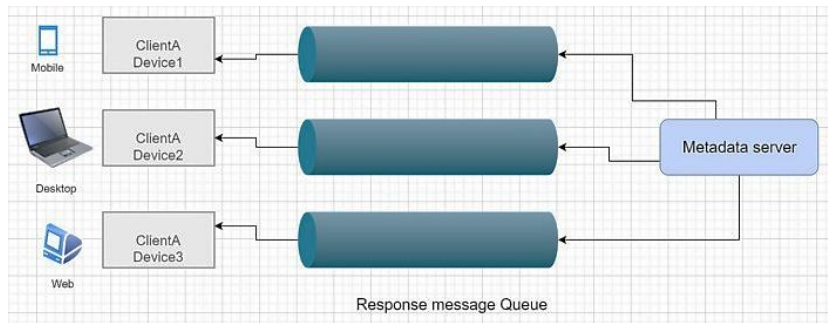 Mobile
ClientA
Device1
Desktop
ClientA
Device2
Metadata server
Web
ClientA
Device3
Response message Queue